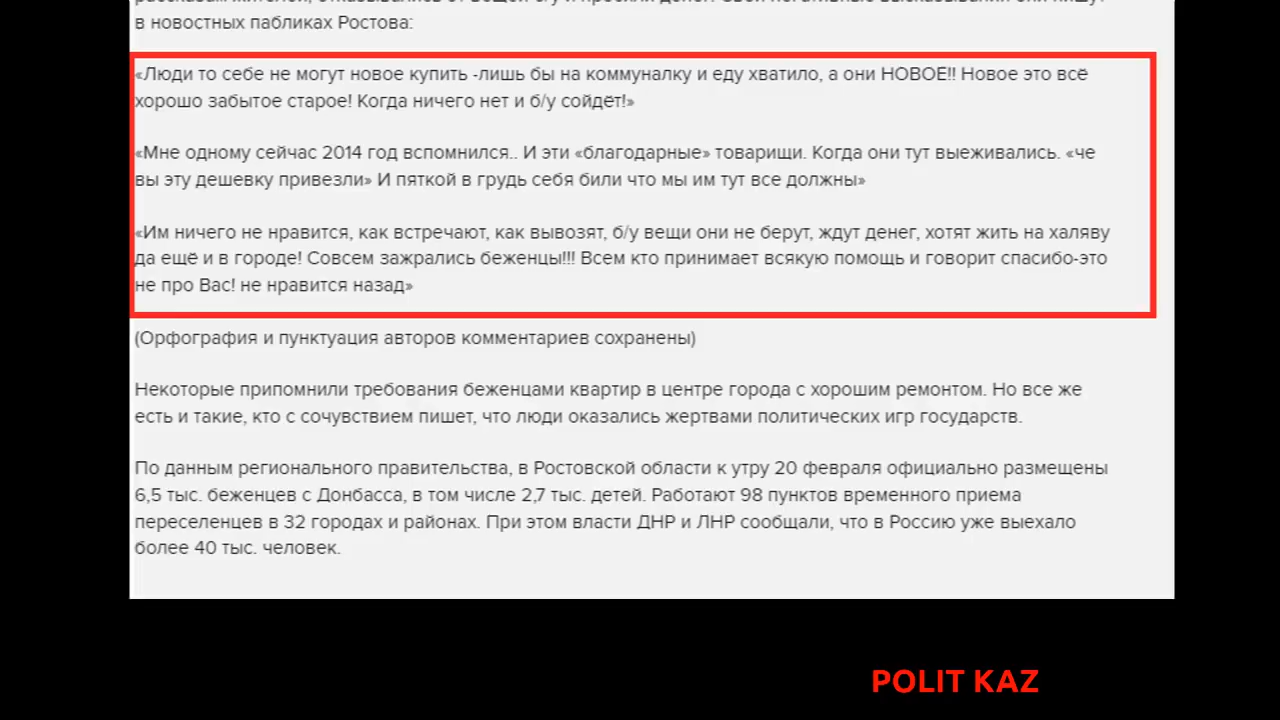 в новостных пабликах Ростова:
«Люди то себе не могут новое купить -лишь бы на коммуналку и еду хватило, а они НОВОЕ!! Новое это всё
хорошо забытое старое! Когда ничего нет и б/у сойдёт!»
«Мне одному сейчас 2014 год вспомнился.. И эти «благодарные» товарищи. Когда они тут выеживались. «че
вы эту дешевку привезли» И пяткой в грудь себя били что мы им тут все должны»
«Им ничего не нравится, как встречают, как вывозят, б/у вещи они не берут, ждут денег, хотят жить на халяву
да ещё и в городе! Совсем зажрались беженцы!!! Всем кто принимает всякую помощь и говорит спасибо-это
не про Вас! не нравится назад»
(Орфография и пунктуация авторов комментариев сохранены)
Некоторые припомнили требования беженцами квартир в центре города с хорошим ремонтом. Но все же
есть и такие, кто с сочувствием пишет, что люди оказались жертвами политических игр государств.
По данным регионального правительства, в Ростовской области к утру 20 февраля официально размещены
6,5 тыс. беженцев с Донбасса, в том числе 2,7 тыс. детей. Работают 98 пунктов временного приема
переселенцев в 32 городах и районах. При этом власти ДНР и ЛНР сообщали, что в Россию уже выехало
более 40 тыс. человек.
POLIT KAZ